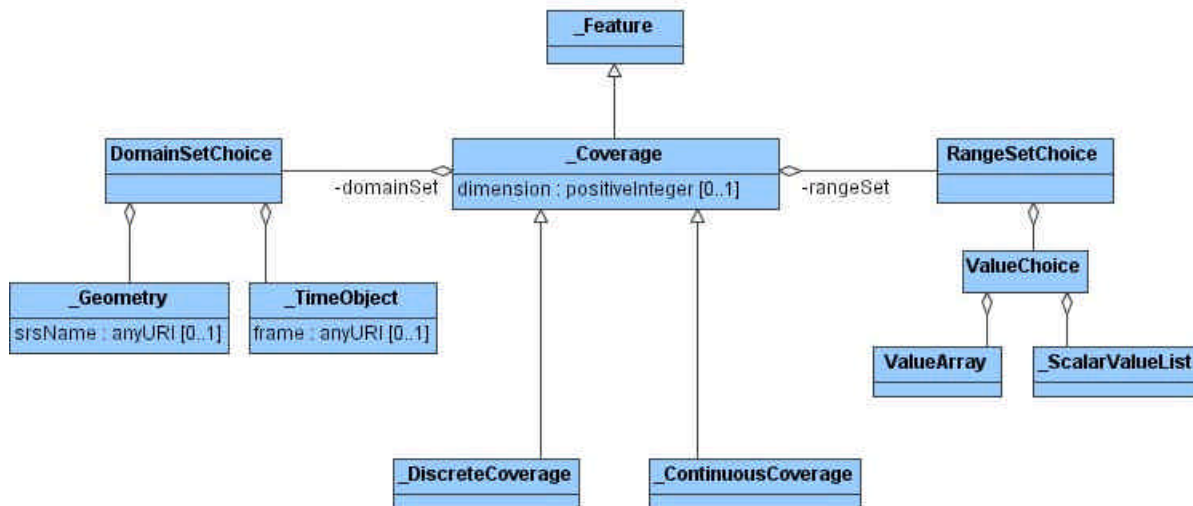 _Feature
DomainSetChoice
_Coverage
RangeSetChoice
-domainSet
dimension : positiveInteger [0..1]
-rangeSet
ValueChoice
_Geometry
_TimeObject
srsName : anyURI [0..1]
frame : anyURI [0..1]
ValueArray
_ScalarValueList
_DiscreteCoverage
_ContinuousCoverage